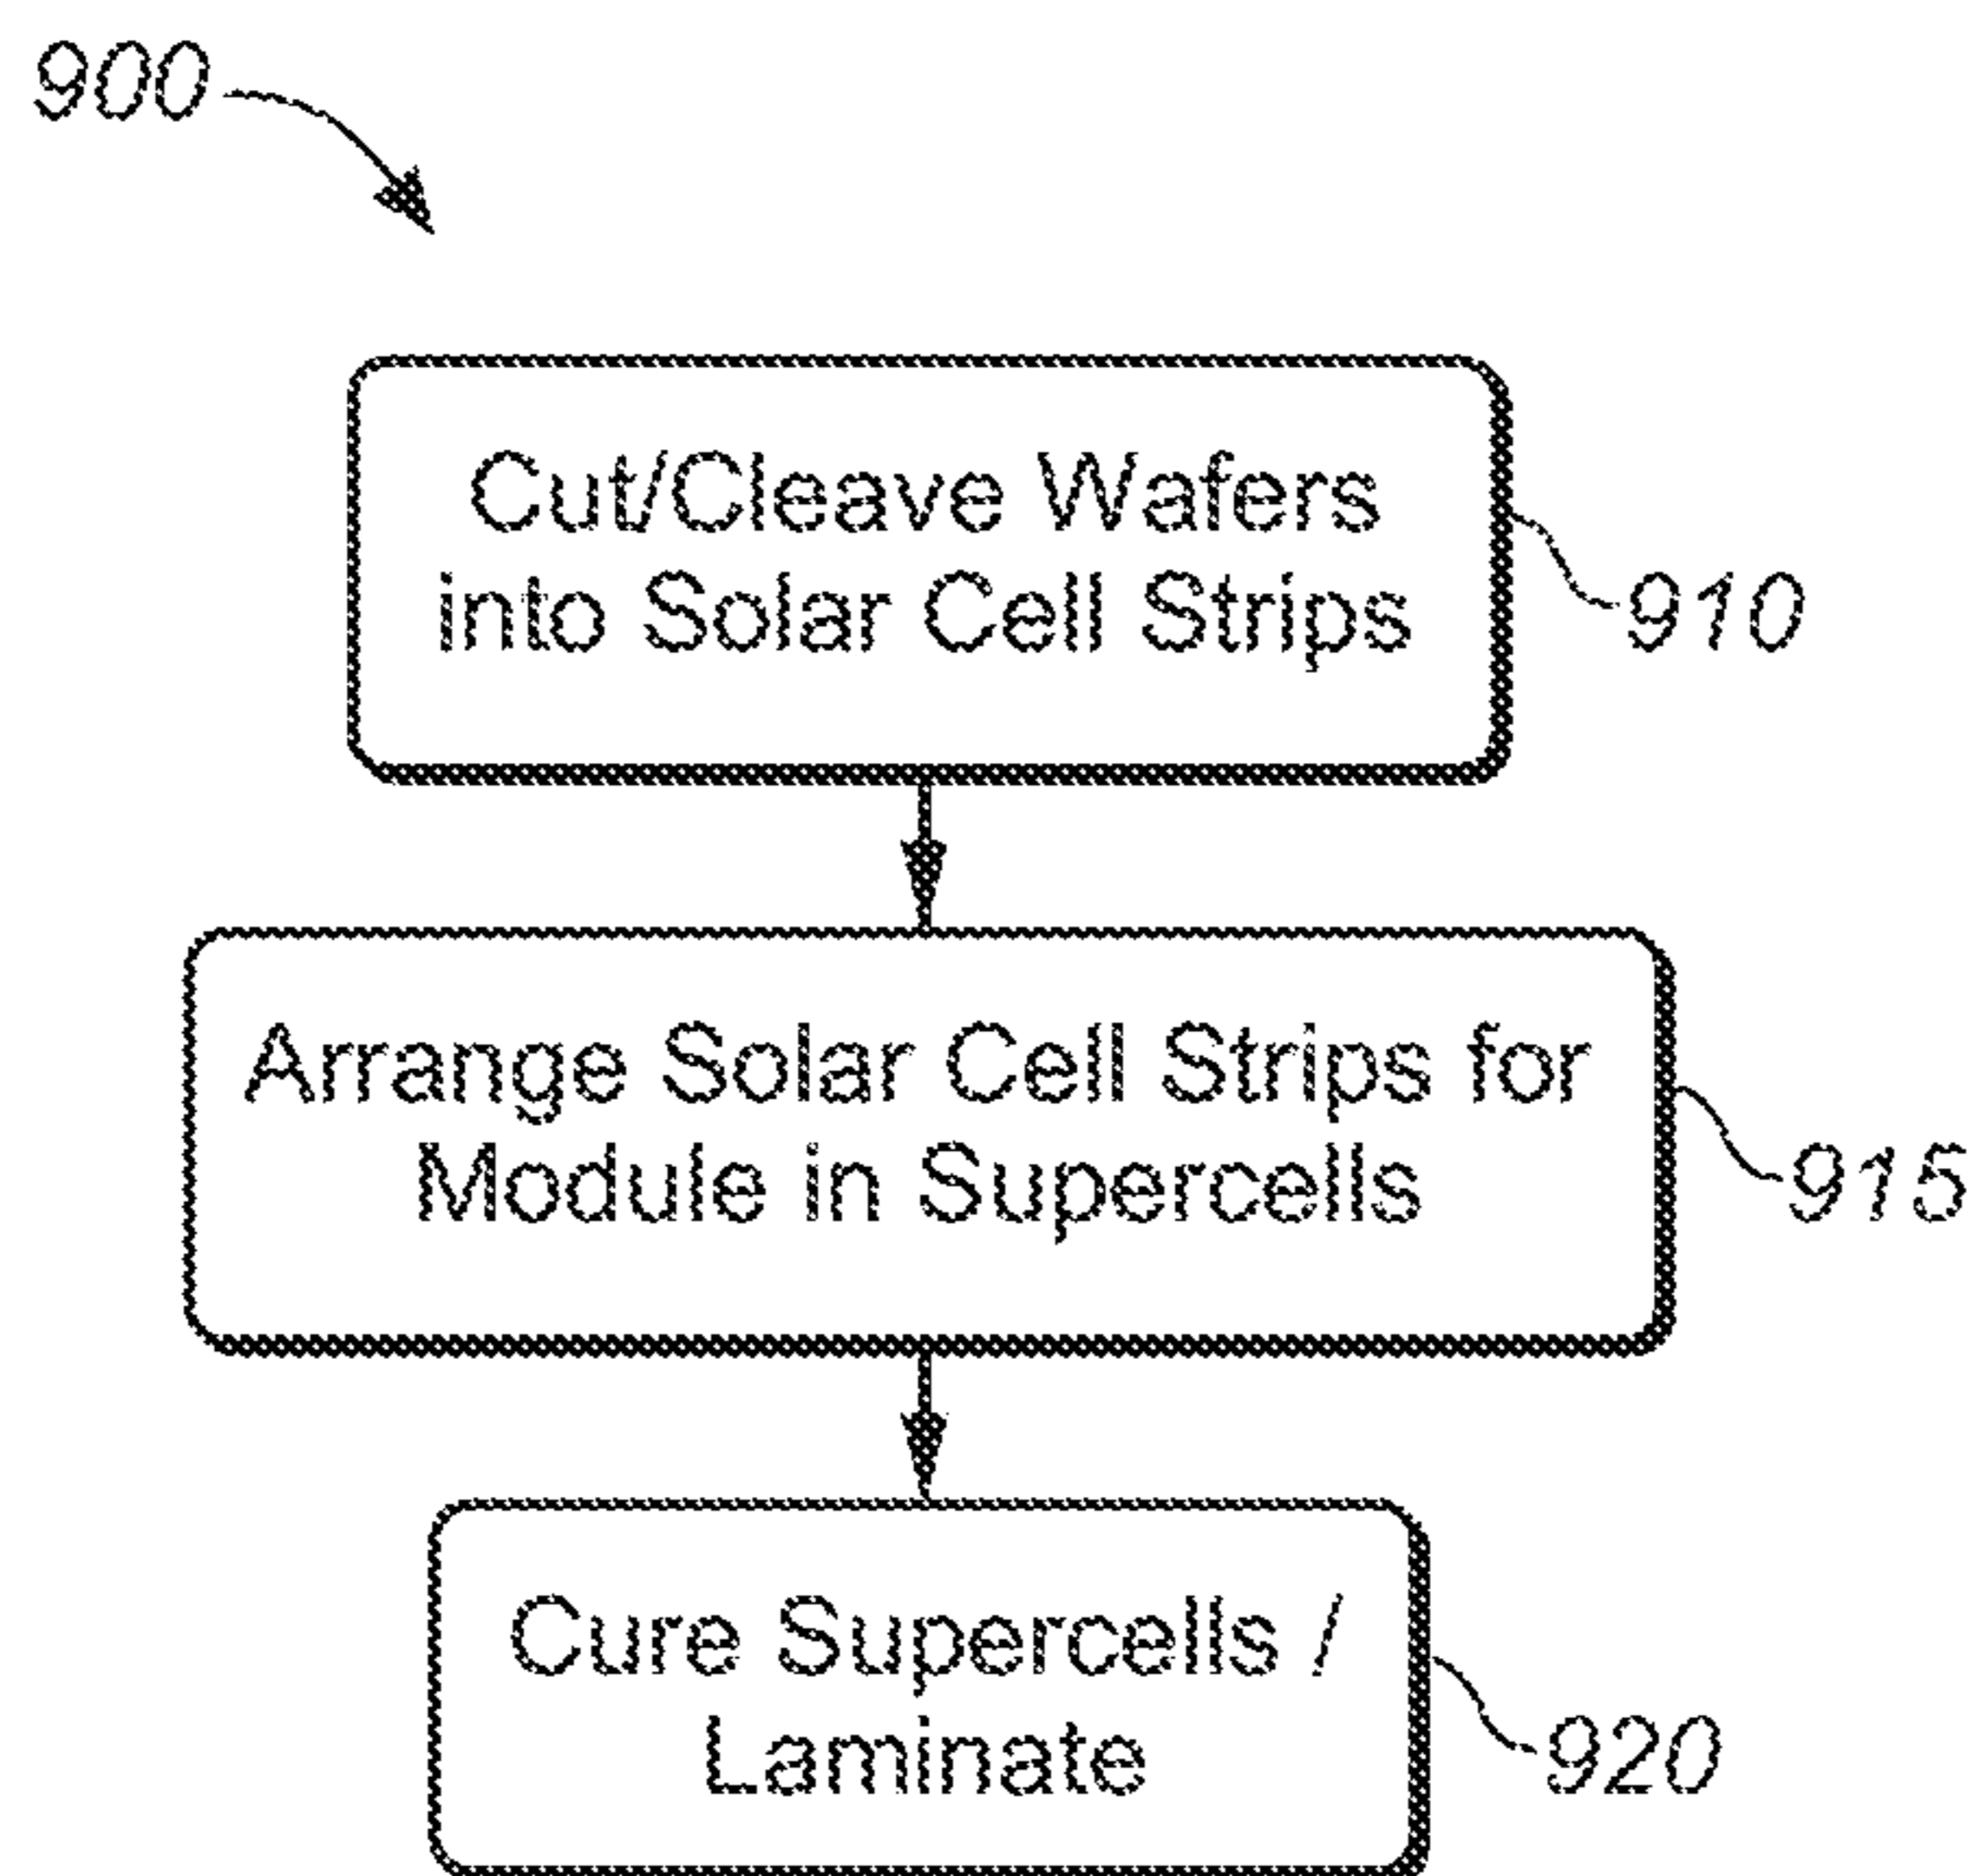 900
Cut/Cleave Wafers
into Solar Cell Strips
910
Arrange Solar Cell Strips for
Module in Supercells
915
Cure Supercells /
Laminate
920